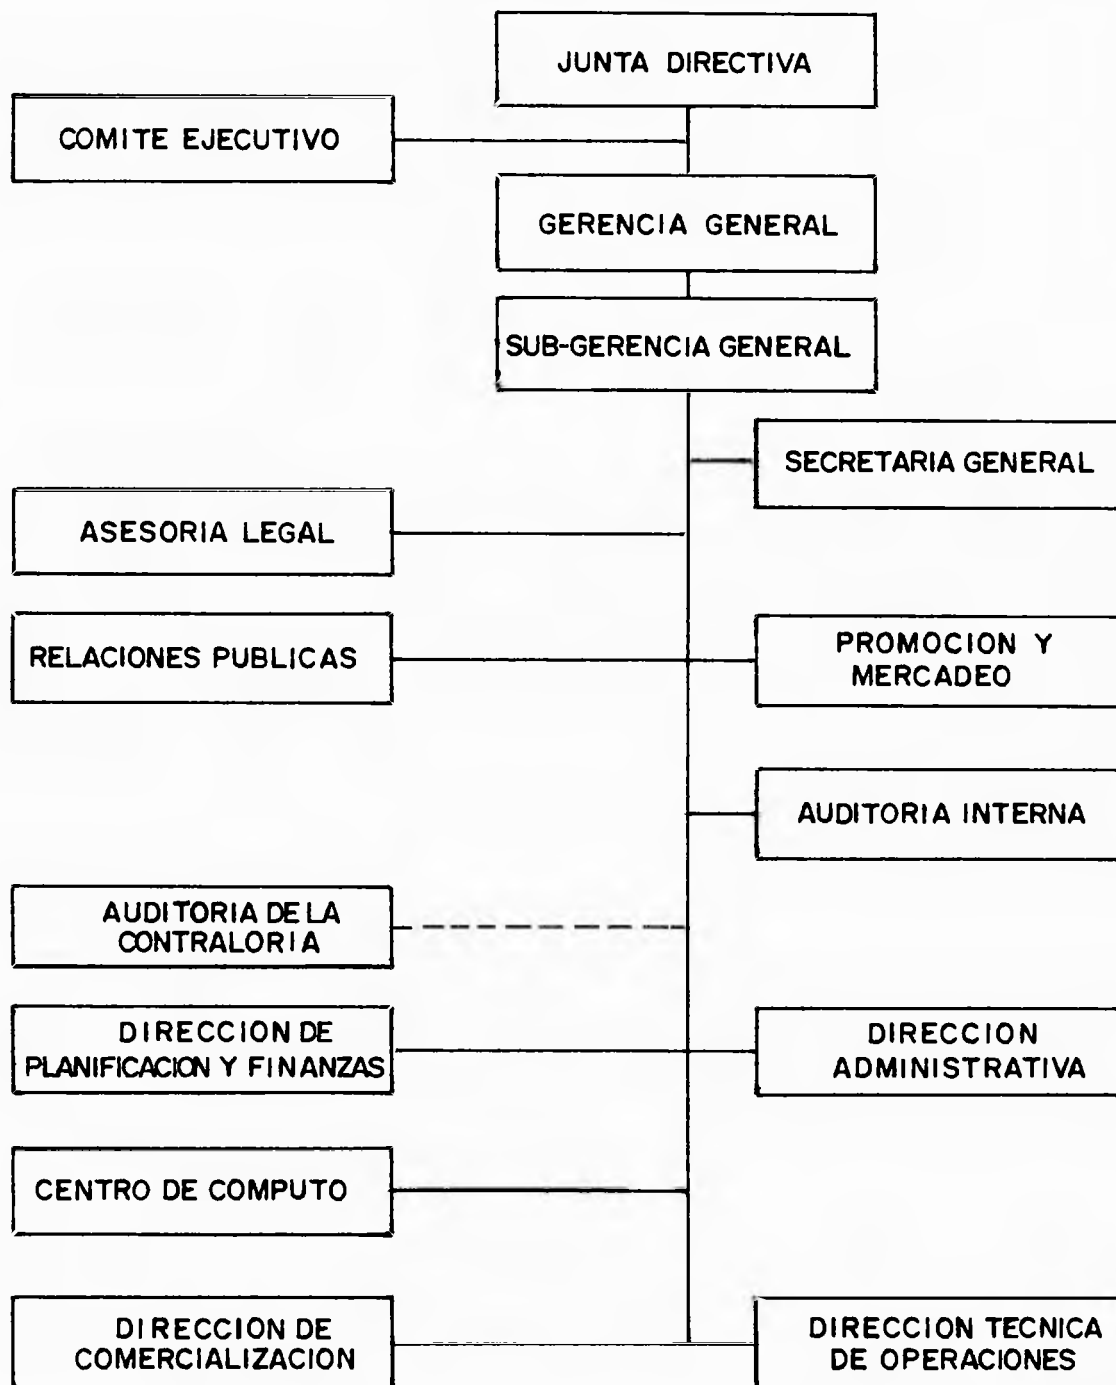 JUNTA DIRECTIVA
COMITE EJECUTIVO
GERENCIA GENERAL
SUB-GERENCIA GENERAL
SECRETARIA GENERAL
ASESORIA LEGAL
RELACIONES PUBLICAS
PROMOCION Y
MERCADEO
AUDITORIA INTERNA
AUDITORIA DE LA
CONTRALORIA
DIRECCION DE
PLANIFICACION Y FINANZAS
DIRECCION
ADMINISTRATIVA
CENTRO DE COMPUTO
DIRECCION DE
COMERCIALIZACION
DIRECCION TECNICA
DE OPERACIONES